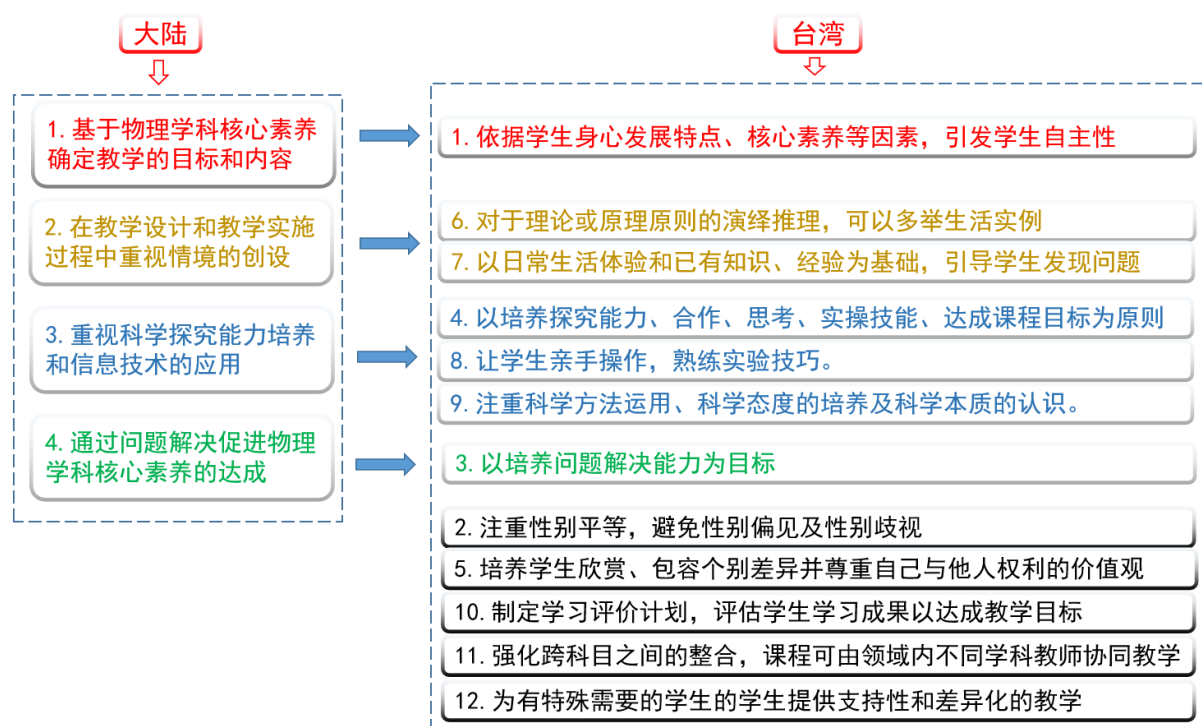 大陆
台湾
1. 基于物理学科核心素养
确定教学的目标和内容
1. 依据学生身心发展特点、核心素养等因素，引发学生自主性
2. 在教学设计和教学实施
过程中重视情境的创设
6. 对于理论或原理原则的演绎推理，可以多举生活实例
7. 以日常生活体验和已有知识、经验为基础，引导学生发现问题
3. 重视科学探究能力培养
和信息技术的应用
4. 以培养探究能力、合作、思考、实操技能、达成课程目标为原则
8. 让学生亲手操作，熟练实验技巧。
9. 注重科学方法运用、科学态度的培养及科学本质的认识。
4. 通过问题解决促进物理
学科核心素养的达成
3. 以培养问题解决能力为目标
2. 注重性别平等，避免性别偏见及性别歧视
5. 培养学生欣赏、包容个别差异并尊重自己与他人权利的价值观
10. 制定学习评价计划，评估学生学习成果以达成教学目标
11. 强化跨科目之间的整合，课程可由领域内不同学科教师协同教学
12. 为有特殊需要的学生的学生提供支持性和差异化的教学